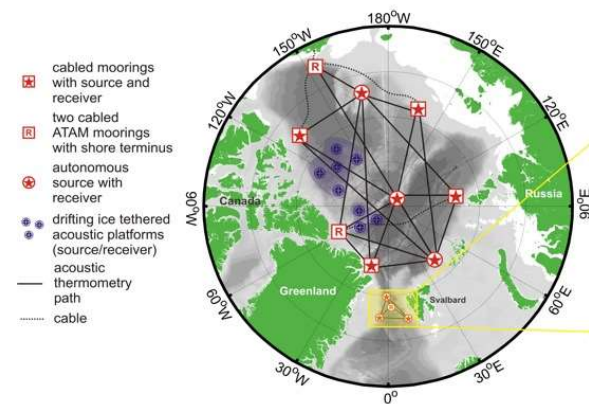 cabled moorings
with source and
receiver
two cabled
ATAM moorings
with shore terminus
autonomous
source with
receiver
drifting ice tethered
acoustic platforms
(source/receiver)
acoustic
thermometry
path
cable
180°
150°W
150°E
120°W
120°E
90°W
90°E
60°W
60°E
30°W
30°E
0°
R
R
R
Canada
Russia
Greenland
Svalbard